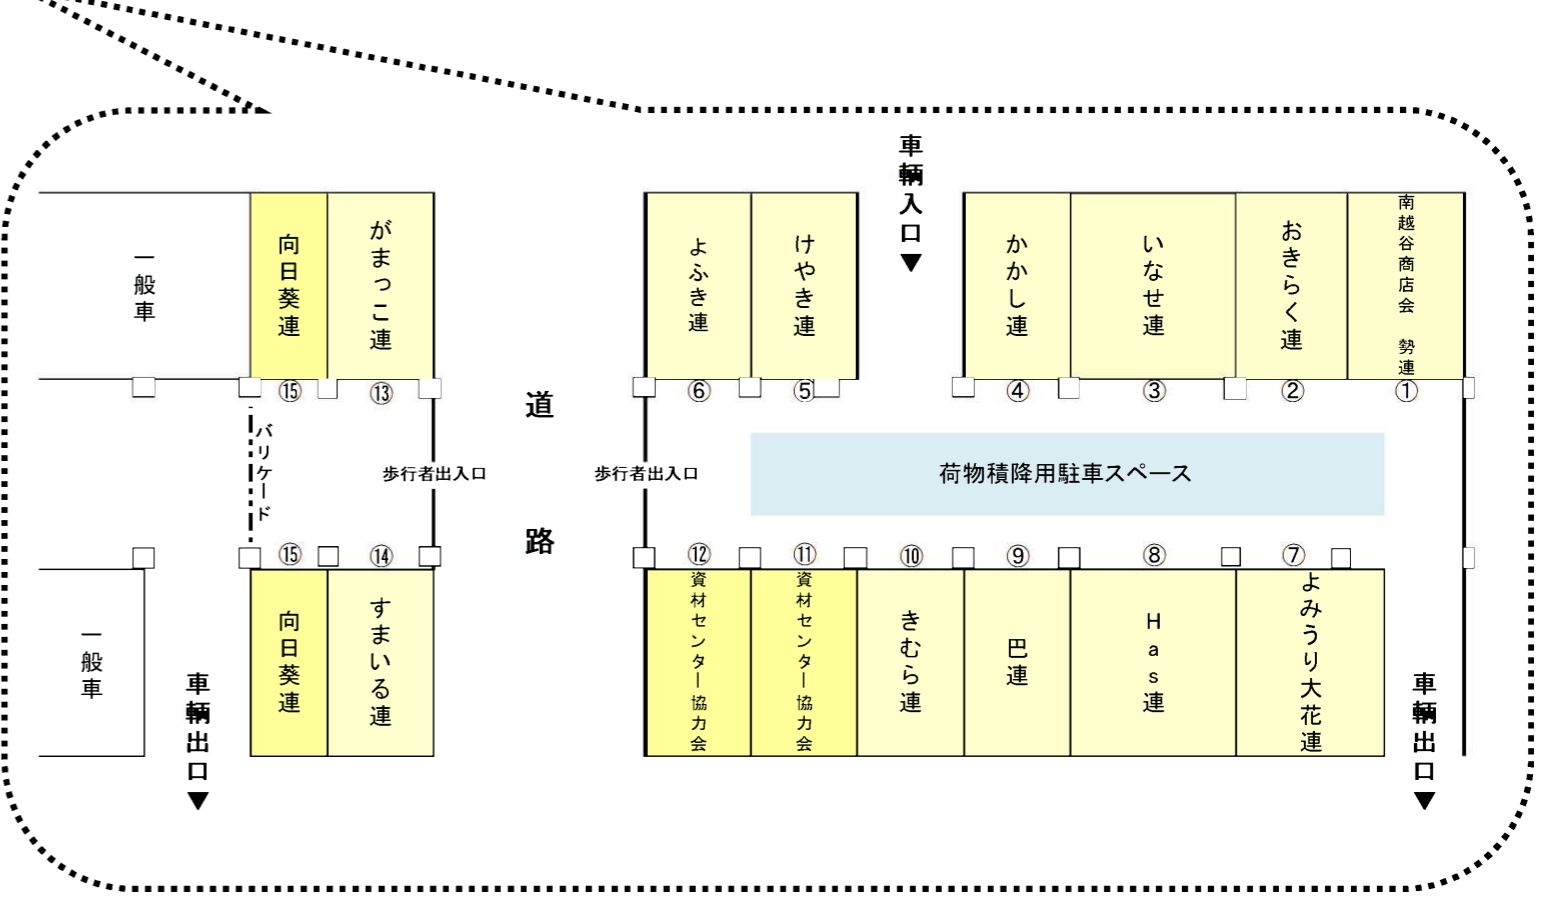 車輌入口▼
一般車
向日葵連
がまっこ連
よふき連
けやき連
かかし連
いなせ連
おきらく連
南越谷商店会 勢連
⑮
⑬
⑥
⑤
④
③
②
①
道路
バリケード
歩行者出入口
歩行者出入口
荷物積降用駐車スペース
⑮
⑭
⑫
⑪
⑩
⑨
⑧
⑦
一般車
車輌出口▼
向日葵連
すまいる連
資材センター協力会
資材センター協力会
きむら連
巴連
Has連
よみうり大花連
車輌出口▼